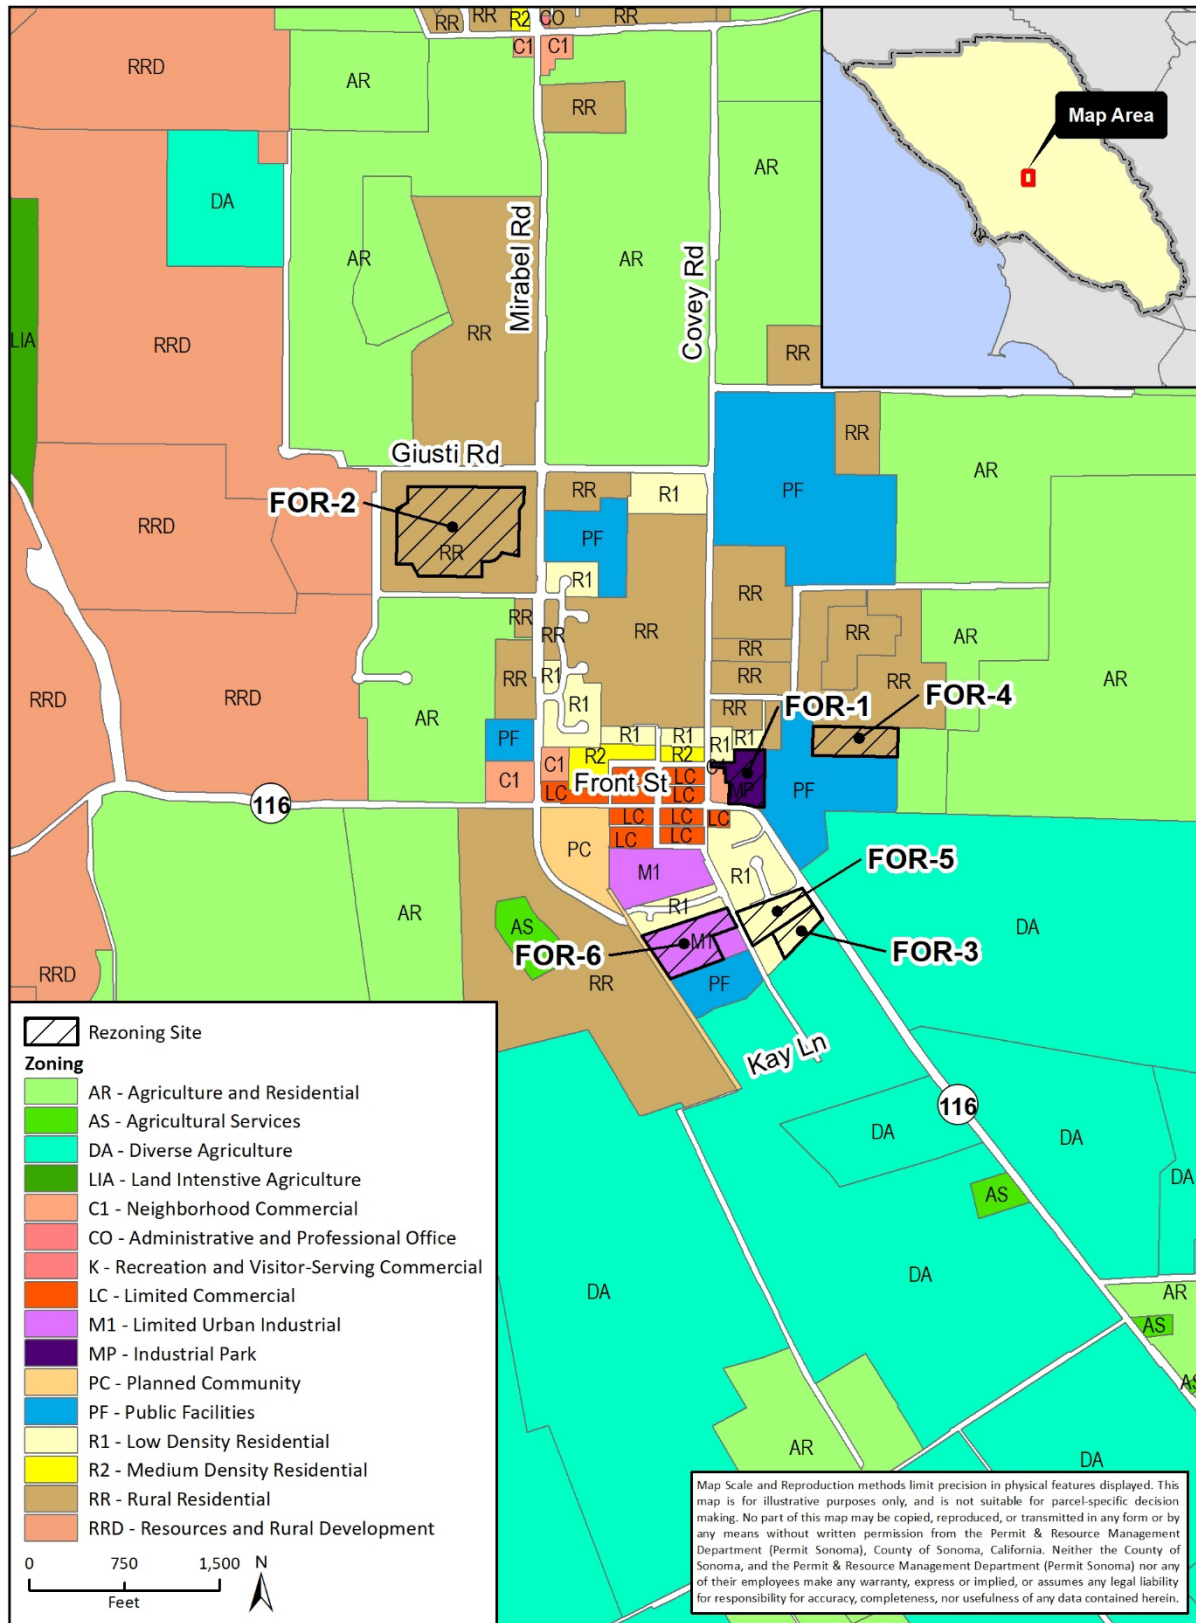 RR
RR
R2
CO
RR
C1
C1
RRD
AR
RR
Map Area
AR
DA
Mirabel Rd
AR
AR
Covey Rd
LIA
RRD
RR
RR
Giusti Rd
RR
FOR-2
RR
RR
R1
PF
AR
RRD
PF
R1
RR
RR
RR
RR
RR
RR
AR
RR
RR
R1
RR
RR
FOR-4
AR
RRD
RRD
AR
R1
RR
FOR-1
PF
R1
R1
R1
R1
C1
R2
R2
C1
C1
LC
Front St
LC
MP
PF
116
LC
LC
LC
LC
LC
PC
LC
M1
R1
FOR-5
AR
AS
R1
DA
FOR-6
M1
FOR-3
RRD
RR
PF
Kay Ln
116
DA
DA
DA
AS
DA
DA
AR
AS
AS
AR
DA
Rezoning Site
Zoning
AR - Agriculture and Residential
AS - Agricultural Services
DA - Diverse Agriculture
LIA - Land Intenstive Agriculture
C1 - Neighborhood Commercial
CO - Administrative and Professional Office
K - Recreation and Visitor-Serving Commercial
LC - Limited Commercial
M1 - Limited Urban Industrial
MP - Industrial Park
PC - Planned Community
PF - Public Facilities
R1 - Low Density Residential
R2 - Medium Density Residential
RR - Rural Residential
RRD - Resources and Rural Development
0 750 1,500 N
Feet
Map Scale and Reproduction methods limit precision in physical features displayed. This
map is for illustrative purposes only, and is not suitable for parcel-specific decision
making. No part of this map may be copied, reproduced, or transmitted in any form or by
any means without written permission from the Permit & Resource Management
Department (Permit Sonoma), County of Sonoma, California. Neither the County of
Sonoma, and the Permit & Resource Management Department (Permit Sonoma) nor any
of their employees make any warranty, express or implied, or assumes any legal liability
for responsibility for accuracy, completeness, nor usefulness of any data contained herein.